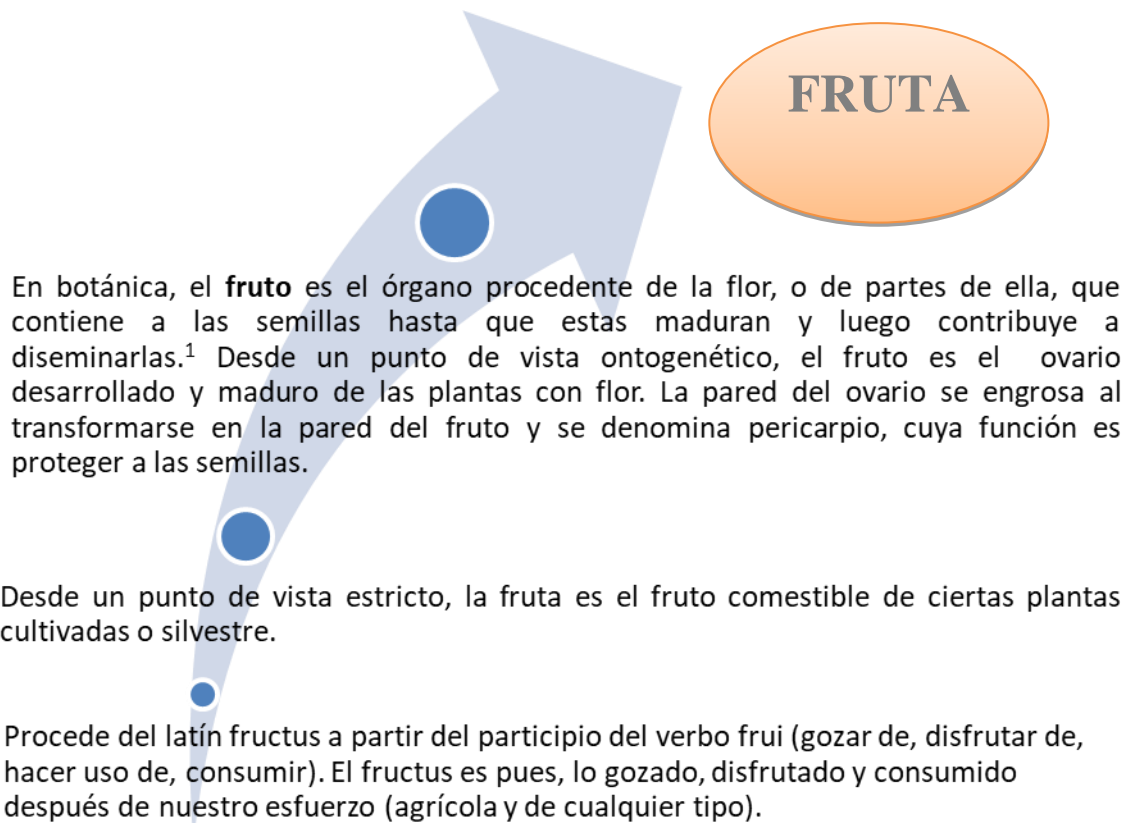 FRUTA
En botánica, el fruto es el órgano procedente de la flor, o de partes de ella, que
contiene a las semillas hasta que estas maduran y luego contribuye a
diseminarlas.¹ Desde un punto de vista ontogenético, el fruto es el ovario
desarrollado y maduro de las plantas con flor. La pared del ovario se engrosa al
transformarse en la pared del fruto y se denomina pericarpio, cuya función es
proteger a las semillas.
Desde un punto de vista estricto, la fruta es el fruto comestible de ciertas plantas
cultivadas o silvestre.
Procede del latín fructus a partir del participio del verbo frui (gozar de, disfrutar de,
hacer uso de, consumir). El fructus es pues, lo gozado, disfrutado y consumido
después de nuestro esfuerzo (agrícola y de cualquier tipo).